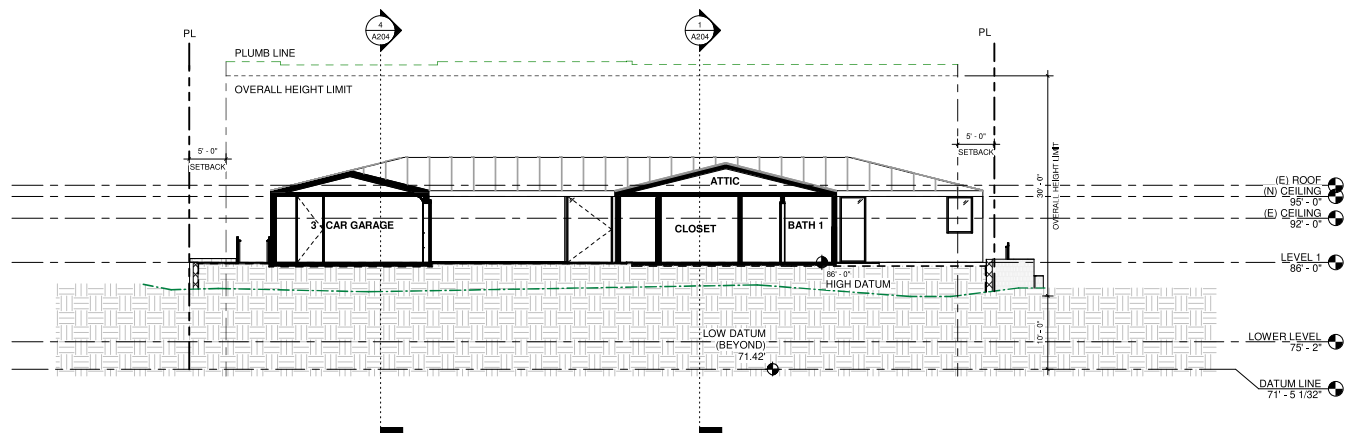 4
A204
1
A204
PL
PL
PLUMB LINE
OVERALL HEIGHT LIMIT
5' - 0"
SETBACK
5' - 0"
SETBACK
30' - 0"
OVERALL HEIGHT LIMIT
ATTIC
3 - CAR GARAGE
CLOSET
BATH 1
(E) ROOF
(N) CEILING
95' - 0"
(E) CEILING
92' - 0"
LEVEL 1
86' - 0"
86' - 0"
HIGH DATUM
10' - 0"
LOW DATUM
(BEYOND)
71.42'
LOWER LEVEL
75' - 2"
DATUM LINE
71' - 5 1/32"